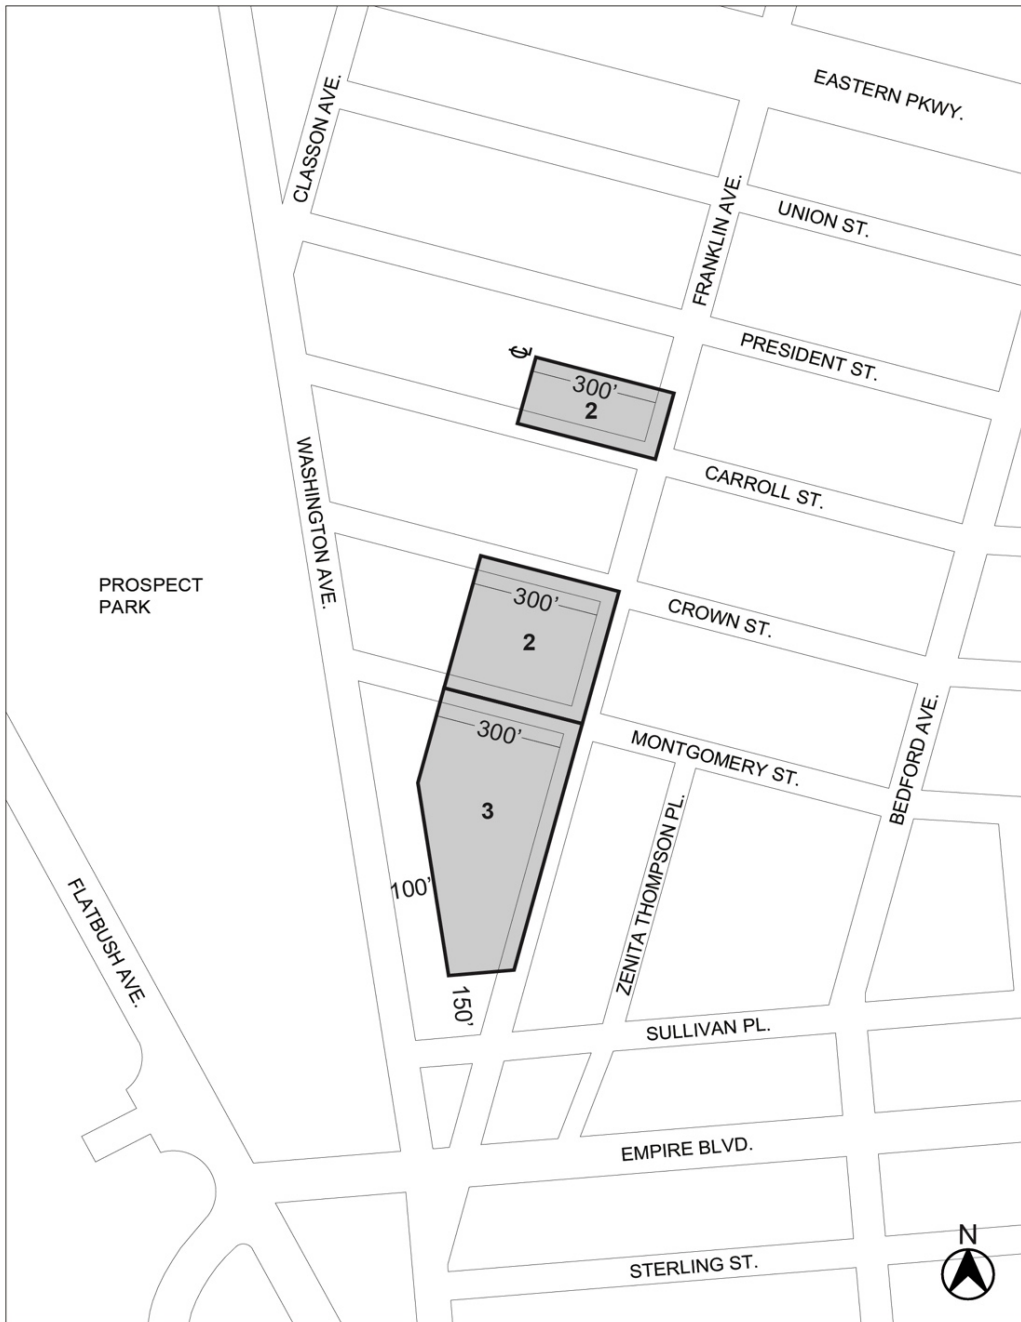 EASTERN PKWY.
CLASSON AVE.
UNION ST.
FRANKLIN AVE.
PRESIDENT ST.
℄
300’
2
CARROLL ST.
WASHINGTON AVE.
PROSPECT
PARK
300’
2
CROWN ST.
300’
MONTGOMERY ST.
BEDFORD AVE.
3
ZENITA THOMPSON PL.
100’
FLATBUSH AVE.
150’
SULLIVAN PL.
EMPIRE BLVD.
N
STERLING ST.